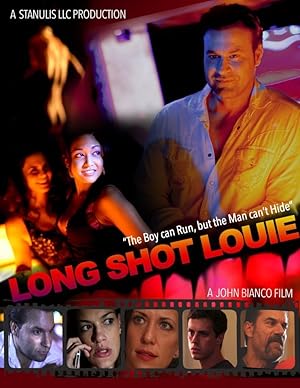 A STANULIS LLC PRODUCTION
"The Boy can Run, but the Man can't Hide"
LONG SHOT LOUIE
A JOHN BIANCO FILM